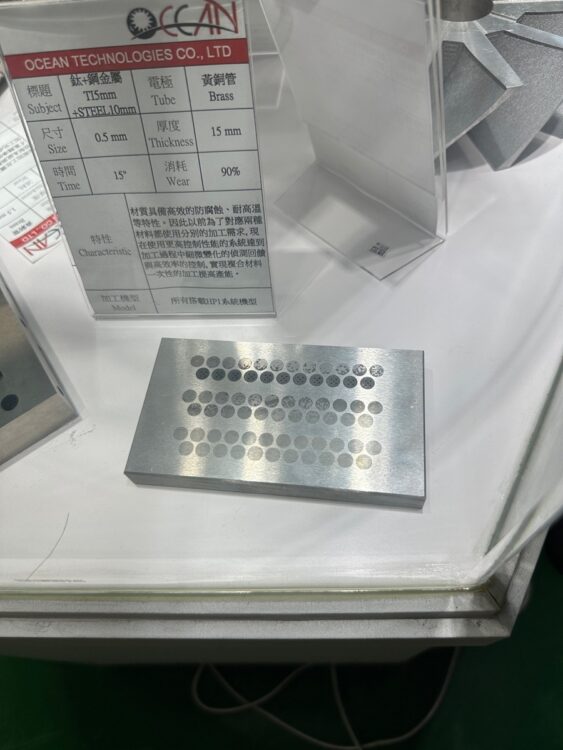 OCEAN
OCEAN TECHNOLOGIES CO., LTD
標題 鈦+鋼金屬 電極 黃銅管
Subject TI5mm Tube Brass
+STEEL10mm
尺寸 0.5 mm 厚度 15 mm
Size Thickness
時間 15" 消耗 90%
Time Wear
材質具備高效的防腐蝕、耐高溫
等特性。因此以前為了對應兩種
材料都使用分別的加工需求,現
特性 在使用更高控制性能的系統達到
Characteristic 加工過程中細微變化的偵測回饋
與高效率的控制,實現複合材料
一次性的加工提高產能。
加工機型 所有搭載HP1系統機型
Model